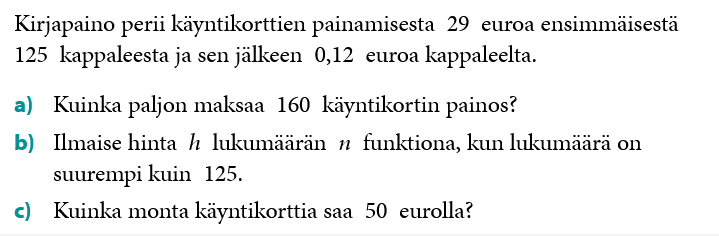 Kirjapaino perii käyntikorttien painamisesta 29 euroa ensimmäisestä
125 kappaleesta ja sen jälkeen 0,12 euroa kappaleelta.
a) Kuinka paljon maksaa 160 käyntikortin painos?
b) Ilmaise hinta h lukumäärän n funktiona, kun lukumäärä on
suurempi kuin 125.
c) Kuinka monta käyntikorttia saa 50 eurolla?